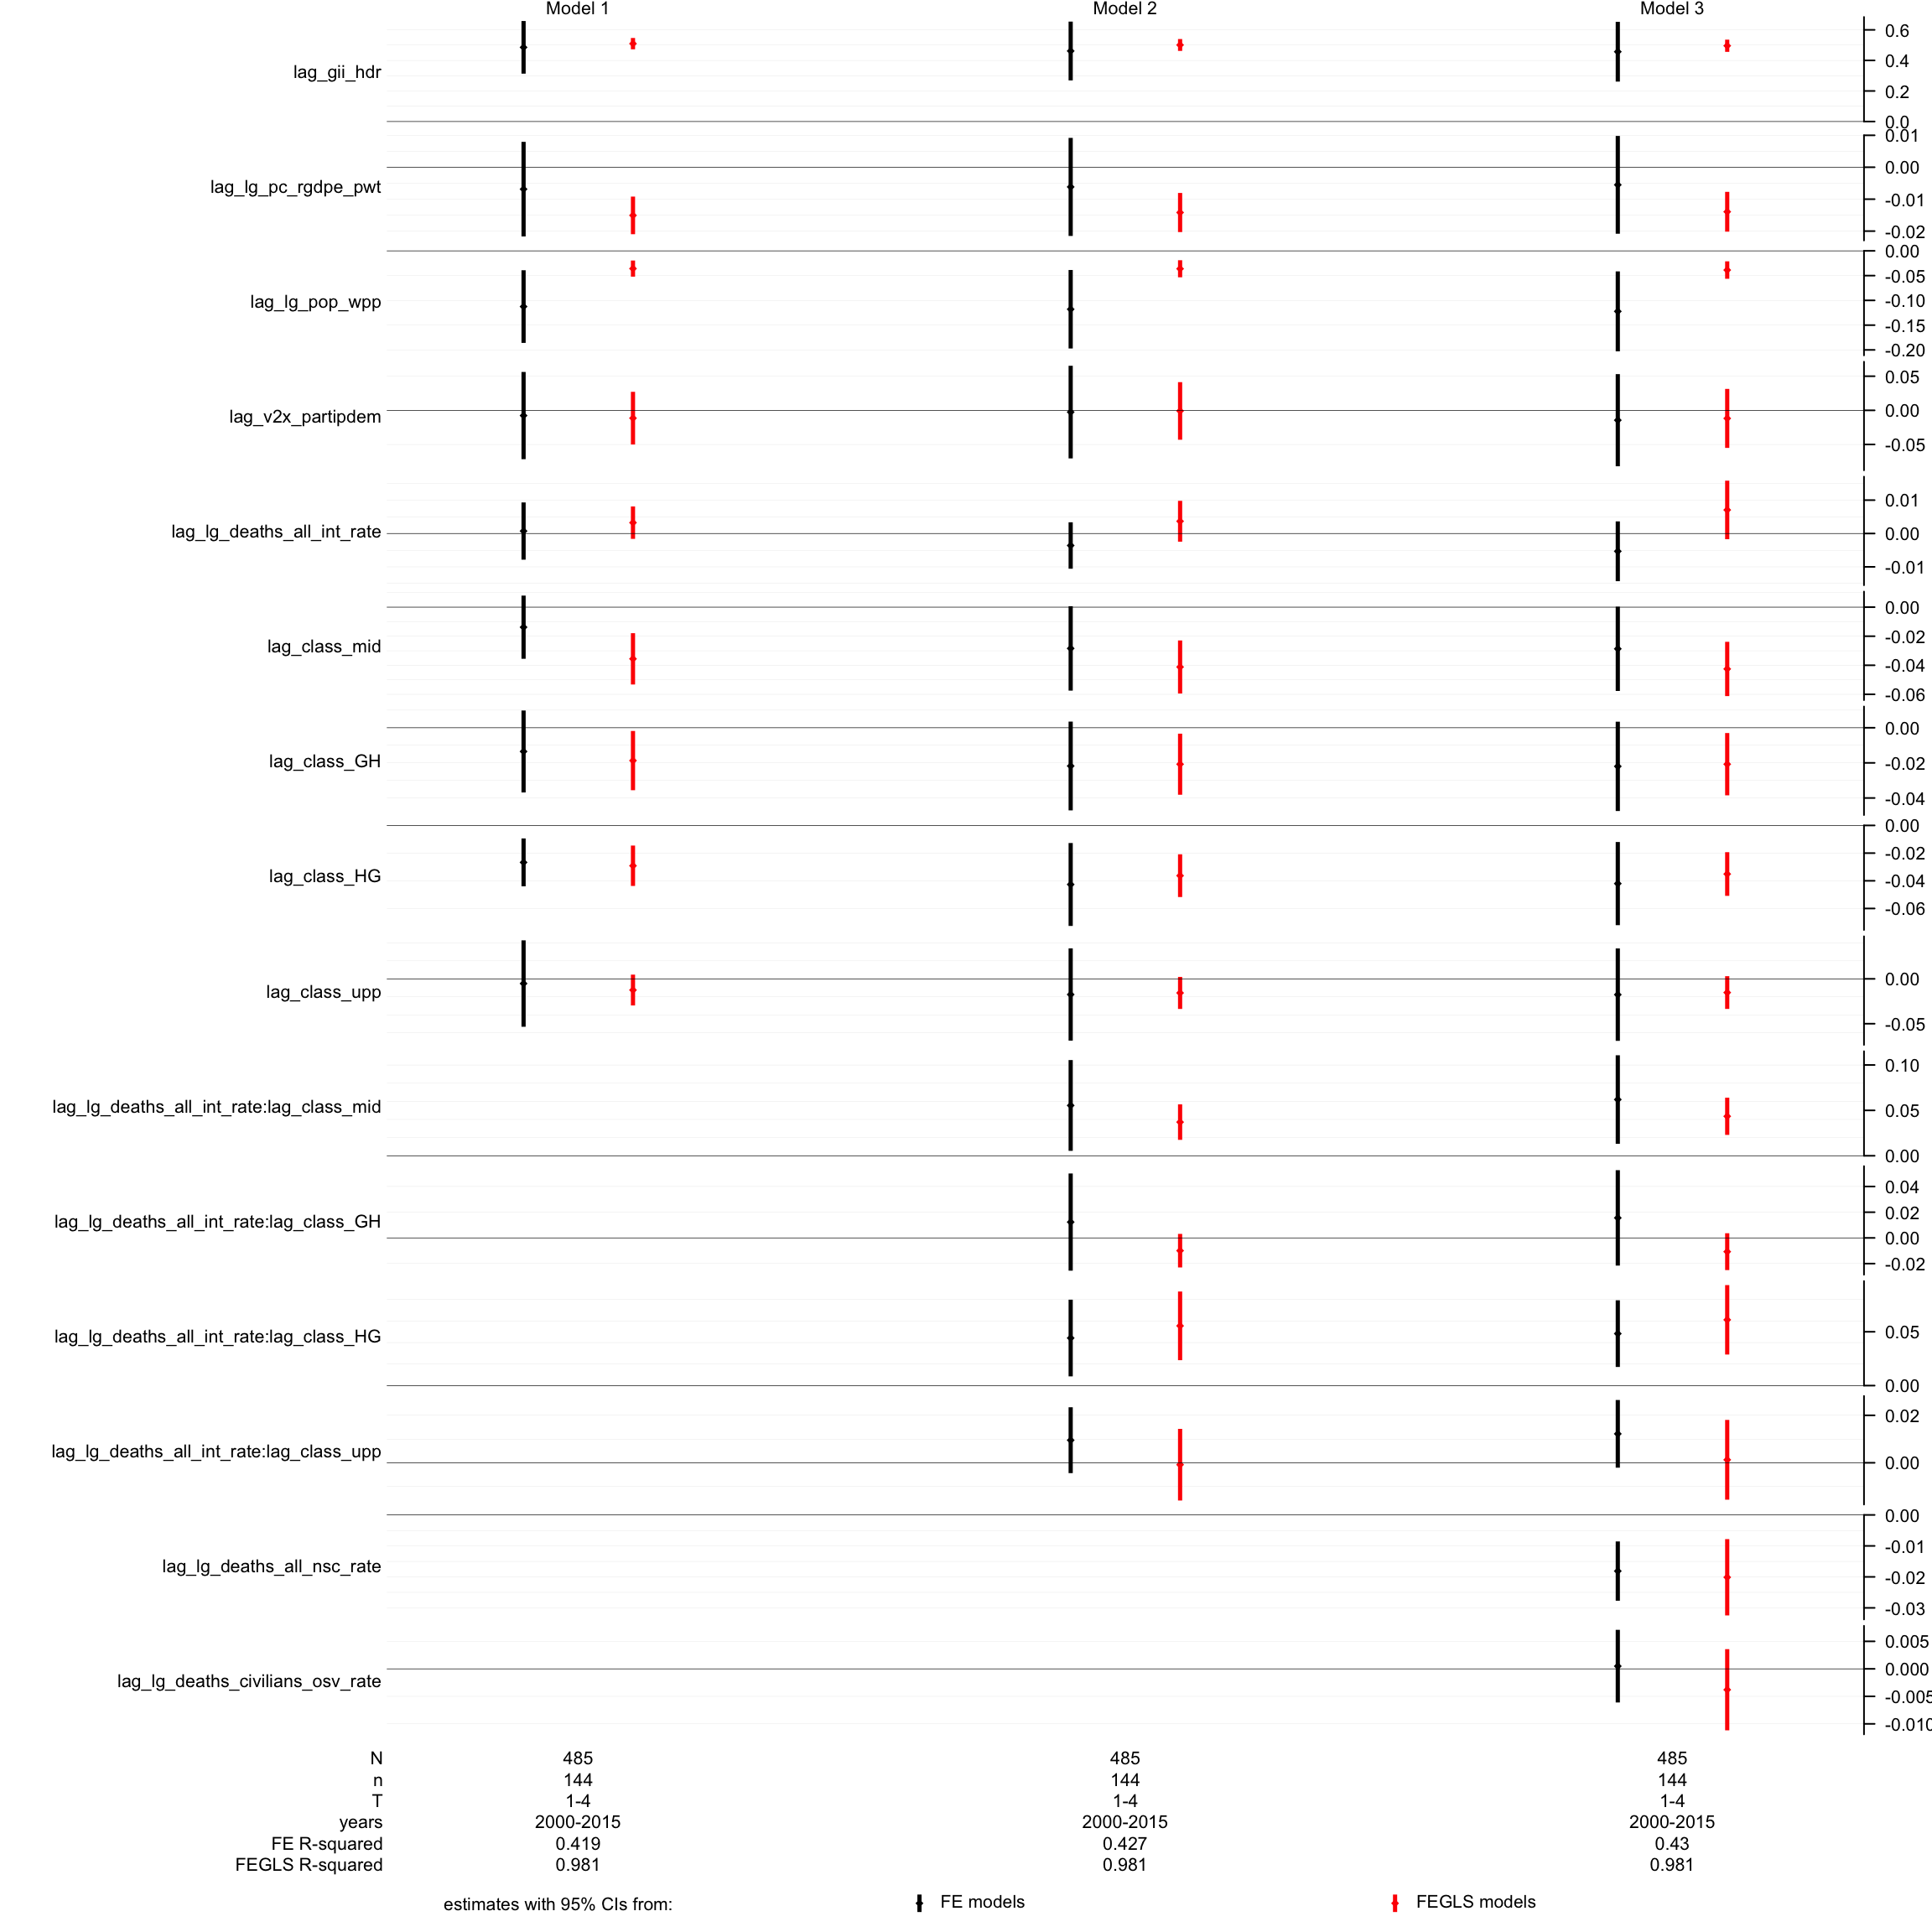 Model 1 Model 2 Model 3
lag_gii_hdr
0.6
0.4
0.2
0.0
lag_lg_pc_rgdpe_pwt
0.01
0.00
-0.01
-0.02
lag_lg_pop_wpp
0.00
-0.05
-0.10
-0.15
-0.20
lag_v2x_partipdem
0.05
0.00
-0.05
lag_lg_deaths_all_int_rate
0.01
0.00
-0.01
lag_class_mid
0.00
-0.02
-0.04
-0.06
lag_class_GH
0.00
-0.02
-0.04
lag_class_HG
0.00
-0.02
-0.04
-0.06
lag_class_upp
0.00
-0.05
lag_lg_deaths_all_int_rate:lag_class_mid
0.10
0.05
0.00
lag_lg_deaths_all_int_rate:lag_class_GH
0.04
0.02
0.00
-0.02
lag_lg_deaths_all_int_rate:lag_class_HG
0.05
0.00
lag_lg_deaths_all_int_rate:lag_class_upp
0.02
0.00
lag_lg_deaths_all_nsc_rate
0.00
-0.01
-0.02
-0.03
lag_lg_deaths_civilians_osv_rate
0.005
0.000
-0.005
-0.010
N 485 485 485
n 144 144 144
T 1-4 1-4 1-4
years 2000-2015 2000-2015 2000-2015
FE R-squared 0.419 0.427 0.43
FEGLS R-squared 0.981 0.981 0.981
estimates with 95% CIs from: FE models FEGLS models